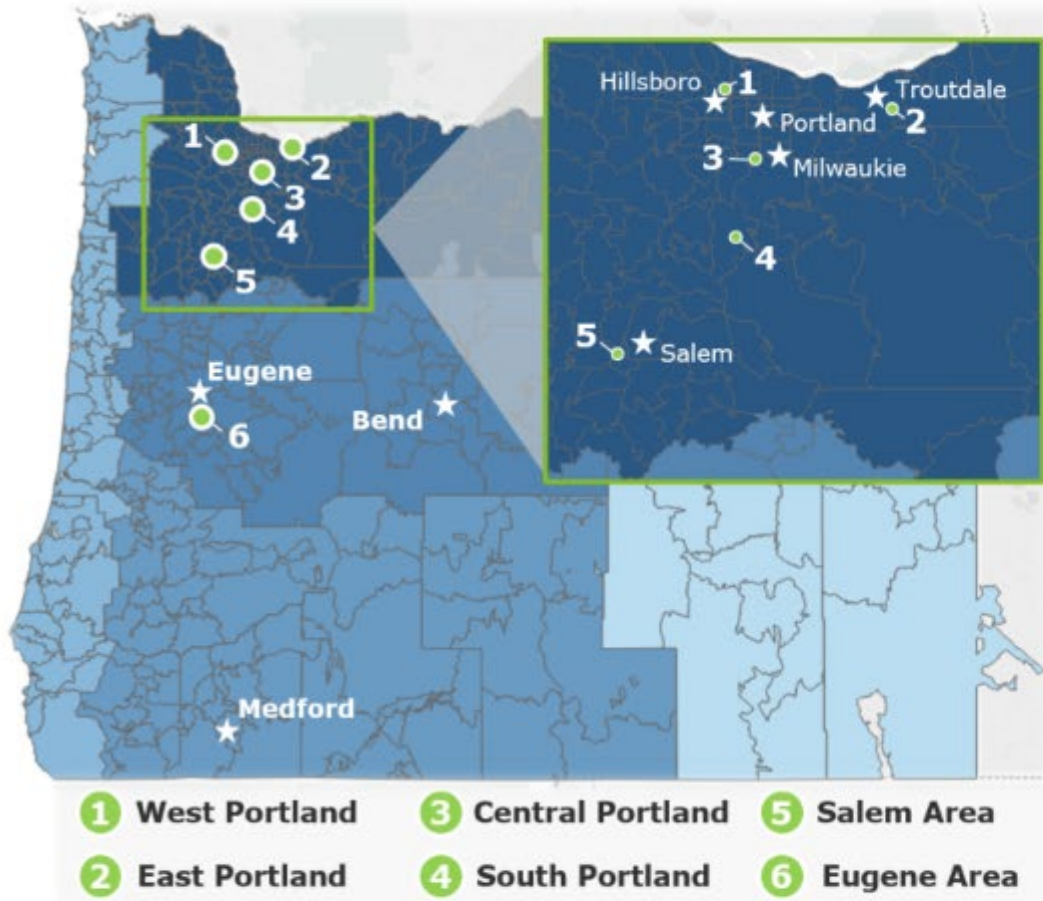 1
2
3
4
5
Eugene
6
Bend
Medford
Hillsboro
1
Troutdale
2
Portland
3
Milwaukie
4
5
Salem
1 West Portland
3 Central Portland
5 Salem Area
2 East Portland
4 South Portland
6 Eugene Area